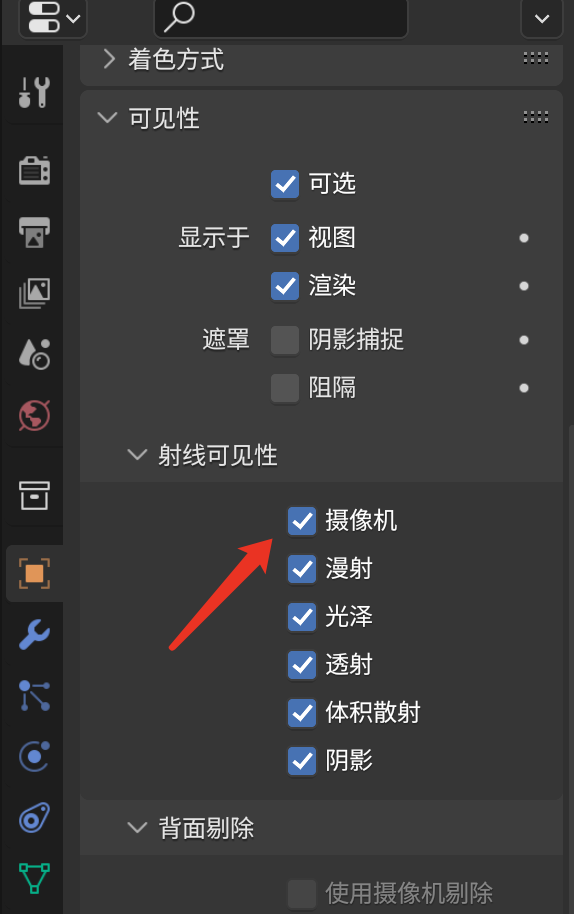 着色方式
可见性
可选
显示于 视图
渲染
遮罩 阴影捕捉
阻隔
射线可见性
摄像机
漫射
光泽
透射
体积散射
阴影
背面剔除
使用摄像机剔除